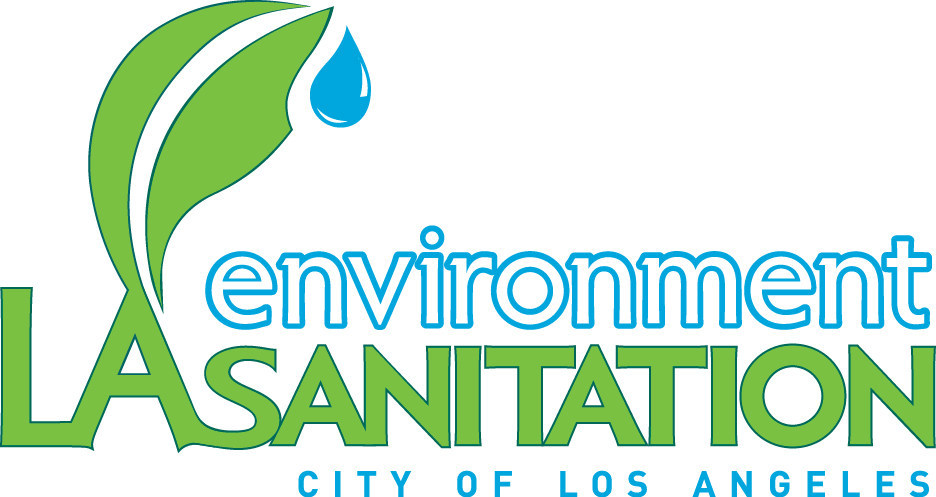 environment
LASANITATION
CITY OF LOS ANGELES